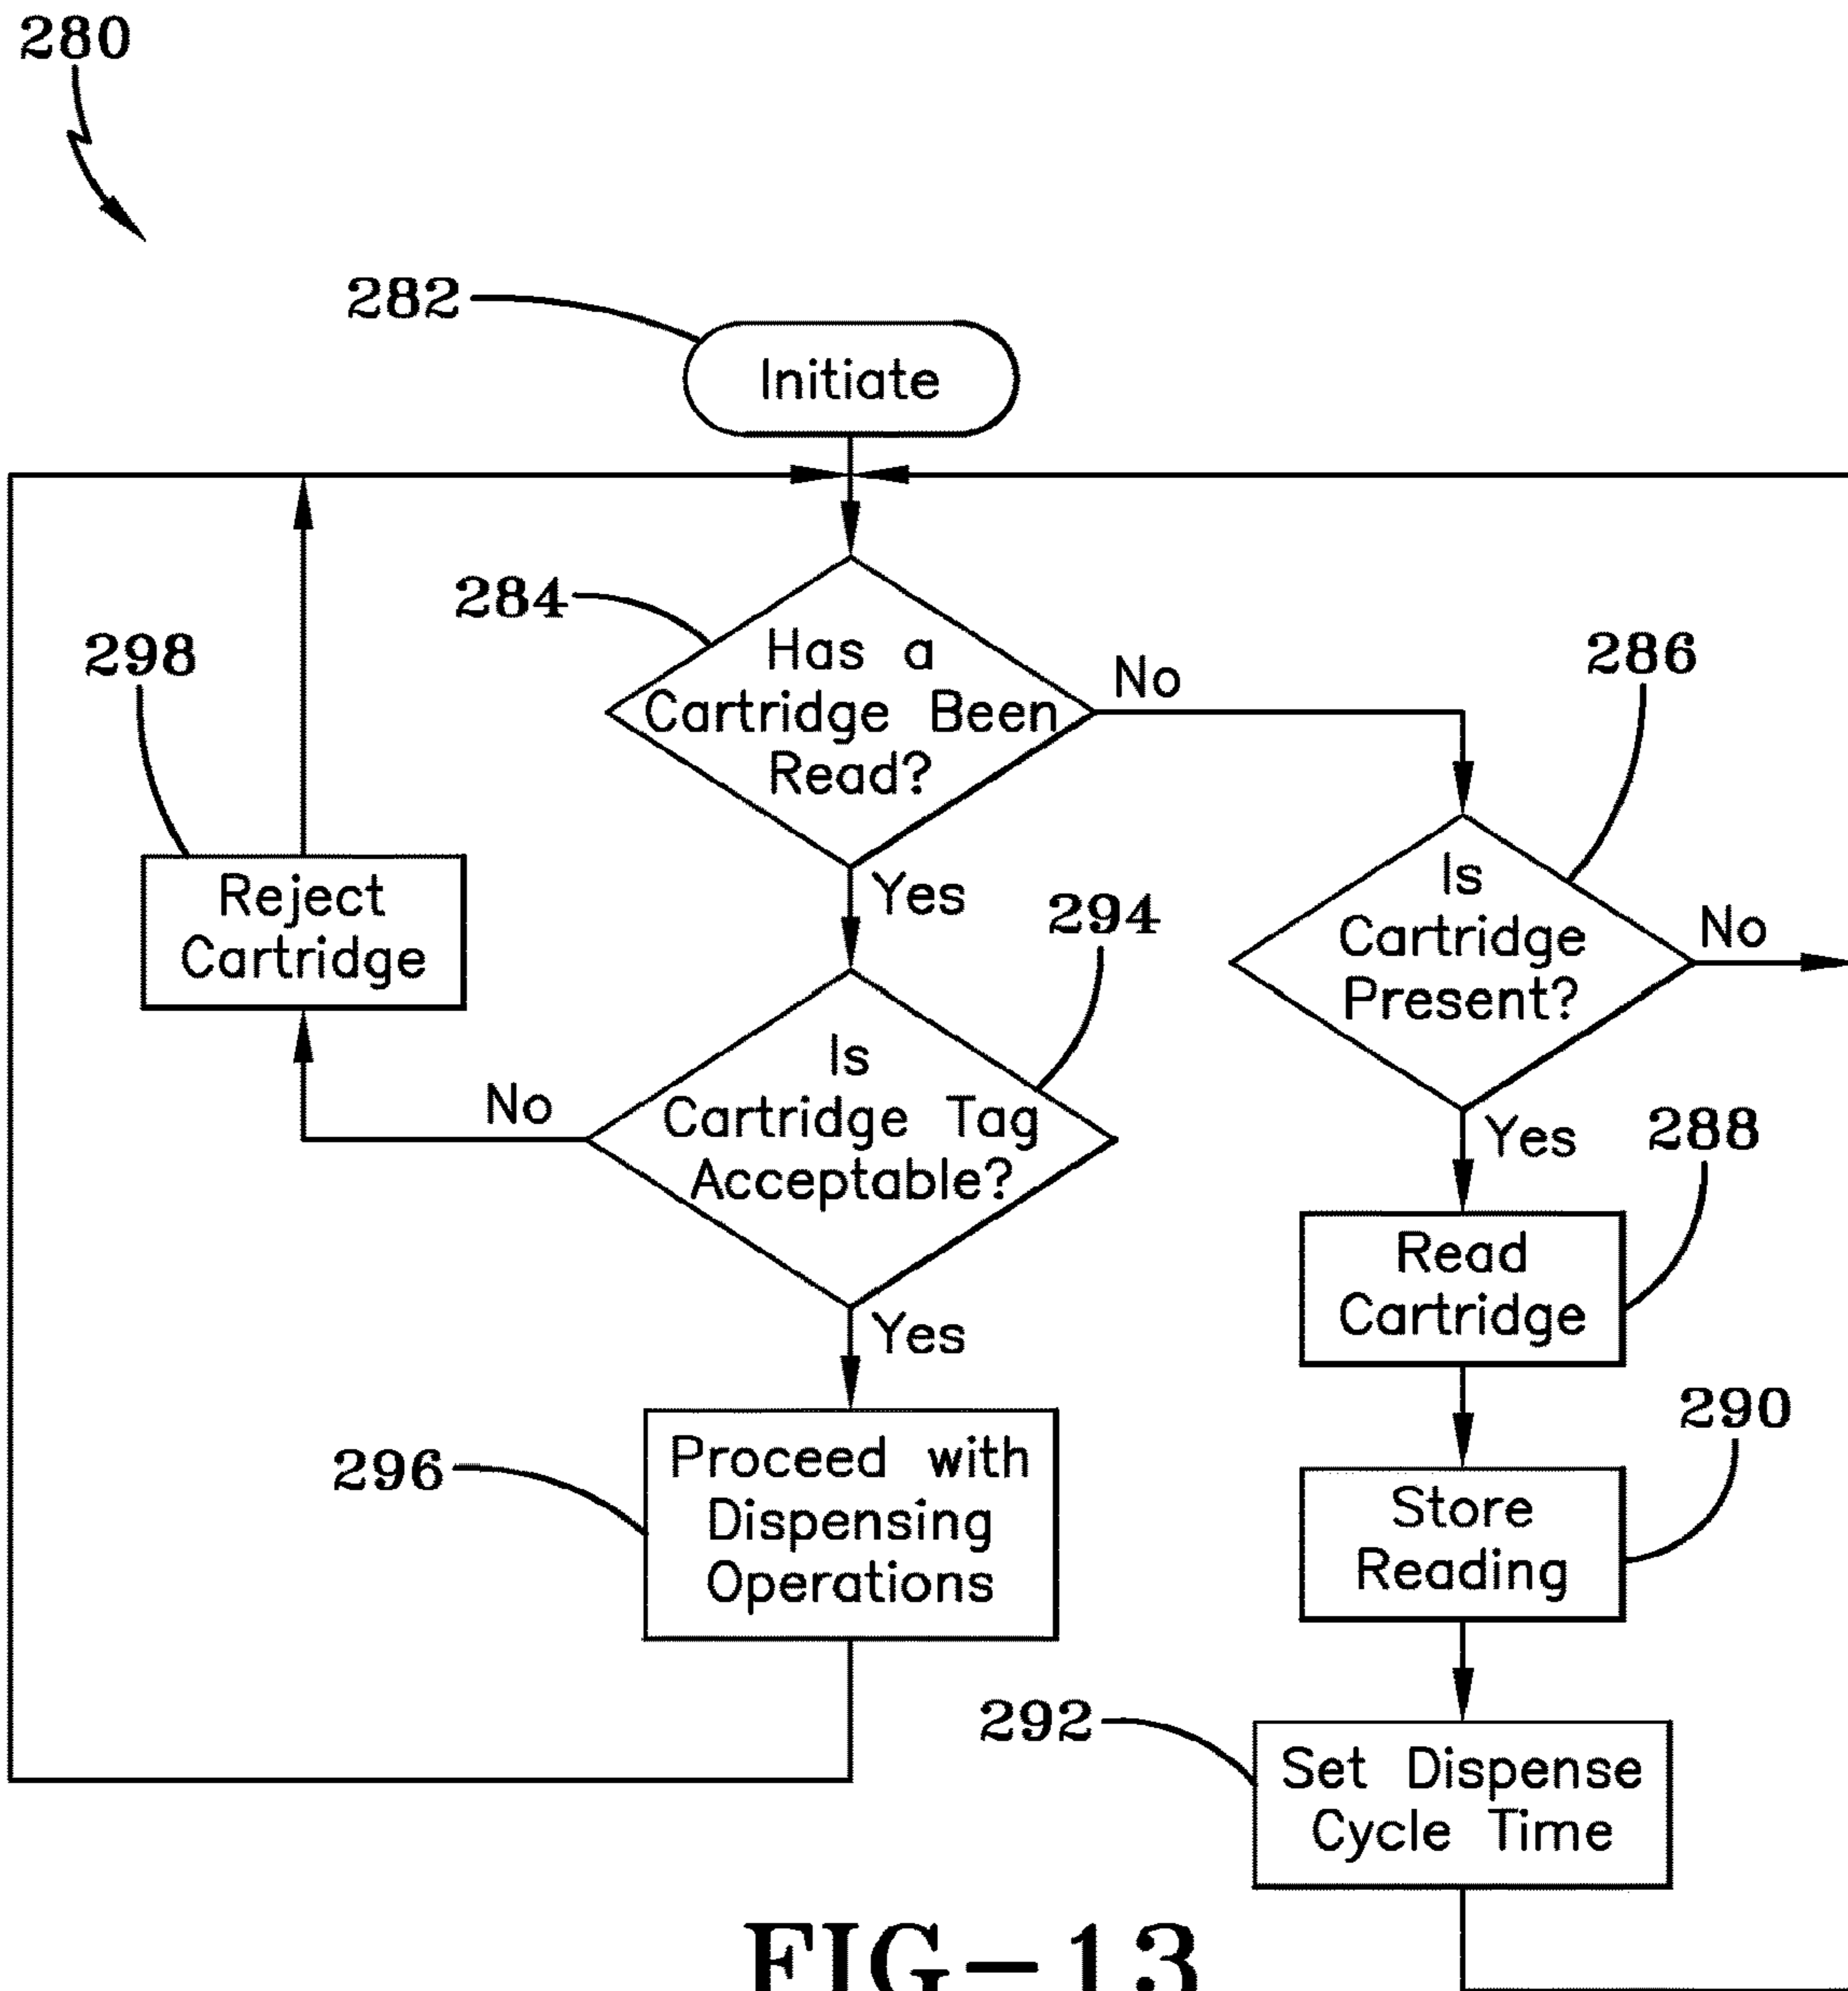 280
282
Initiate
284
Has a
Cartridge Been
Read?
No
Yes
286
Is
Cartridge
Present?
No
Yes
298
Reject
Cartridge
294
Is
Cartridge Tag
Acceptable?
No
Yes
288
Read
Cartridge
290
Store
Reading
296
Proceed with
Dispensing
Operations
292
Set Dispense
Cycle Time
FIG-13